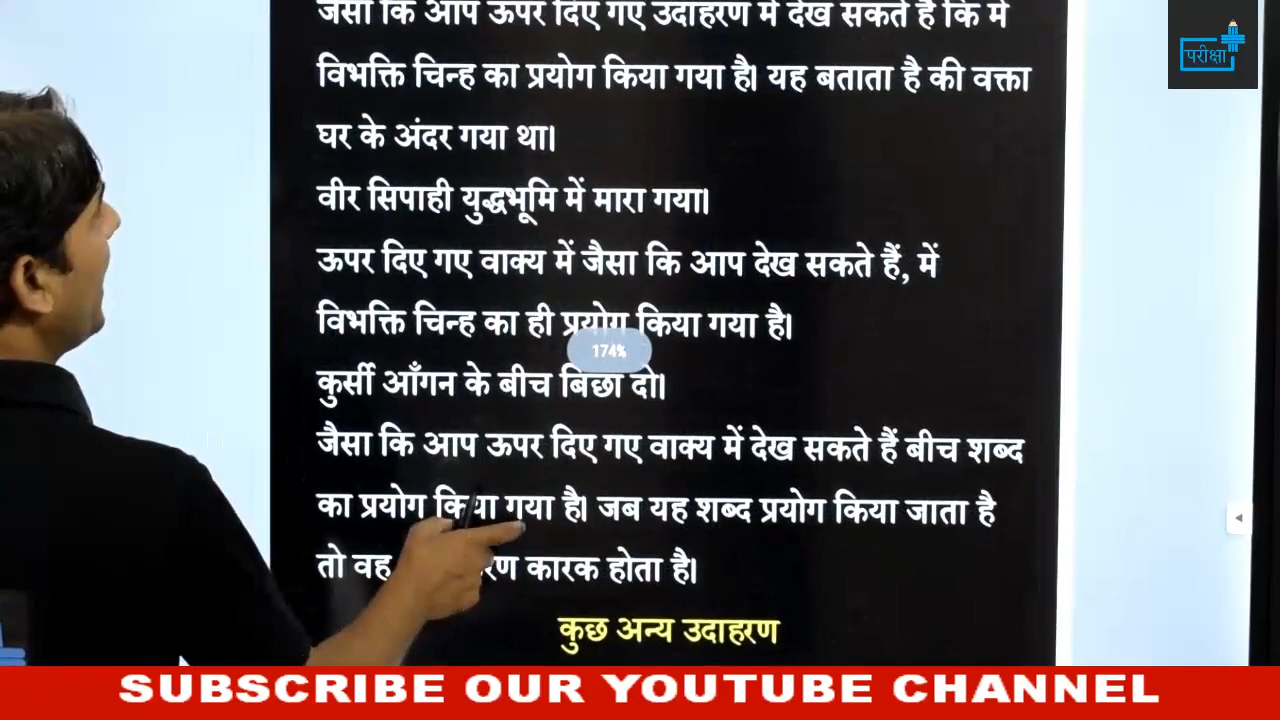 जैसा कि आप ऊपर दिए गए उदाहरण में देख सकते हैं कि में
परीक्षा
विभक्ति चिन्ह का प्रयोग किया गया है। यह बताता है की वक्ता
घर के अंदर गया था।
वीर सिपाही युद्धभूमि में मारा गया।
ऊपर दिए गए वाक्य में जैसा कि आप देख सकते हैं, में
विभक्ति चिन्ह का ही प्रयोग किया गया है।
174%
कुर्सी आँगन के बीच बिछा दो।
जैसा कि आप ऊपर दिए गए वाक्य में देख सकते हैं बीच शब्द
का प्रयोग किया गया है। जब यह शब्द प्रयोग किया जाता है
तो वह कारक होता है।
कुछ अन्य उदाहरण
SUBSCRIBE OUR YOUTUBE CHANNEL